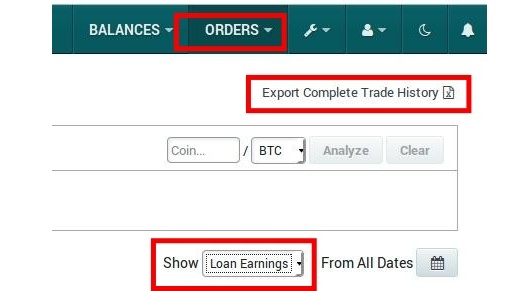 BALANCES ORDERS
Export Complete Trade History
Coin... / BTC Analyze Clear
Show Loan Earnings From All Dates